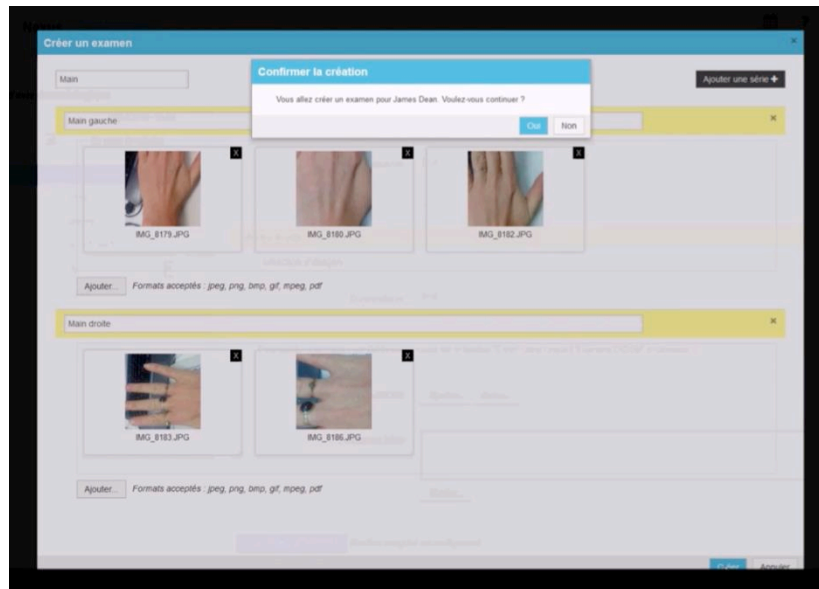 Créer un examen
×
Main
Ajouter une série +
Confirmer la création
Vous allez créer un examen pour James Dean. Voulez-vous continuer ?
Oui
Non
Main gauche
×
X
X
X
IMG_8179.JPG
IMG_8180.JPG
IMG_8182.JPG
Ajouter... Formats acceptés : jpeg, png, bmp, gif, mpeg, pdf
Main droite
×
X
X
IMG_8183.JPG
IMG_8186.JPG
Ajouter... Formats acceptés : jpeg, png, bmp, gif, mpeg, pdf
Créer
Annuler